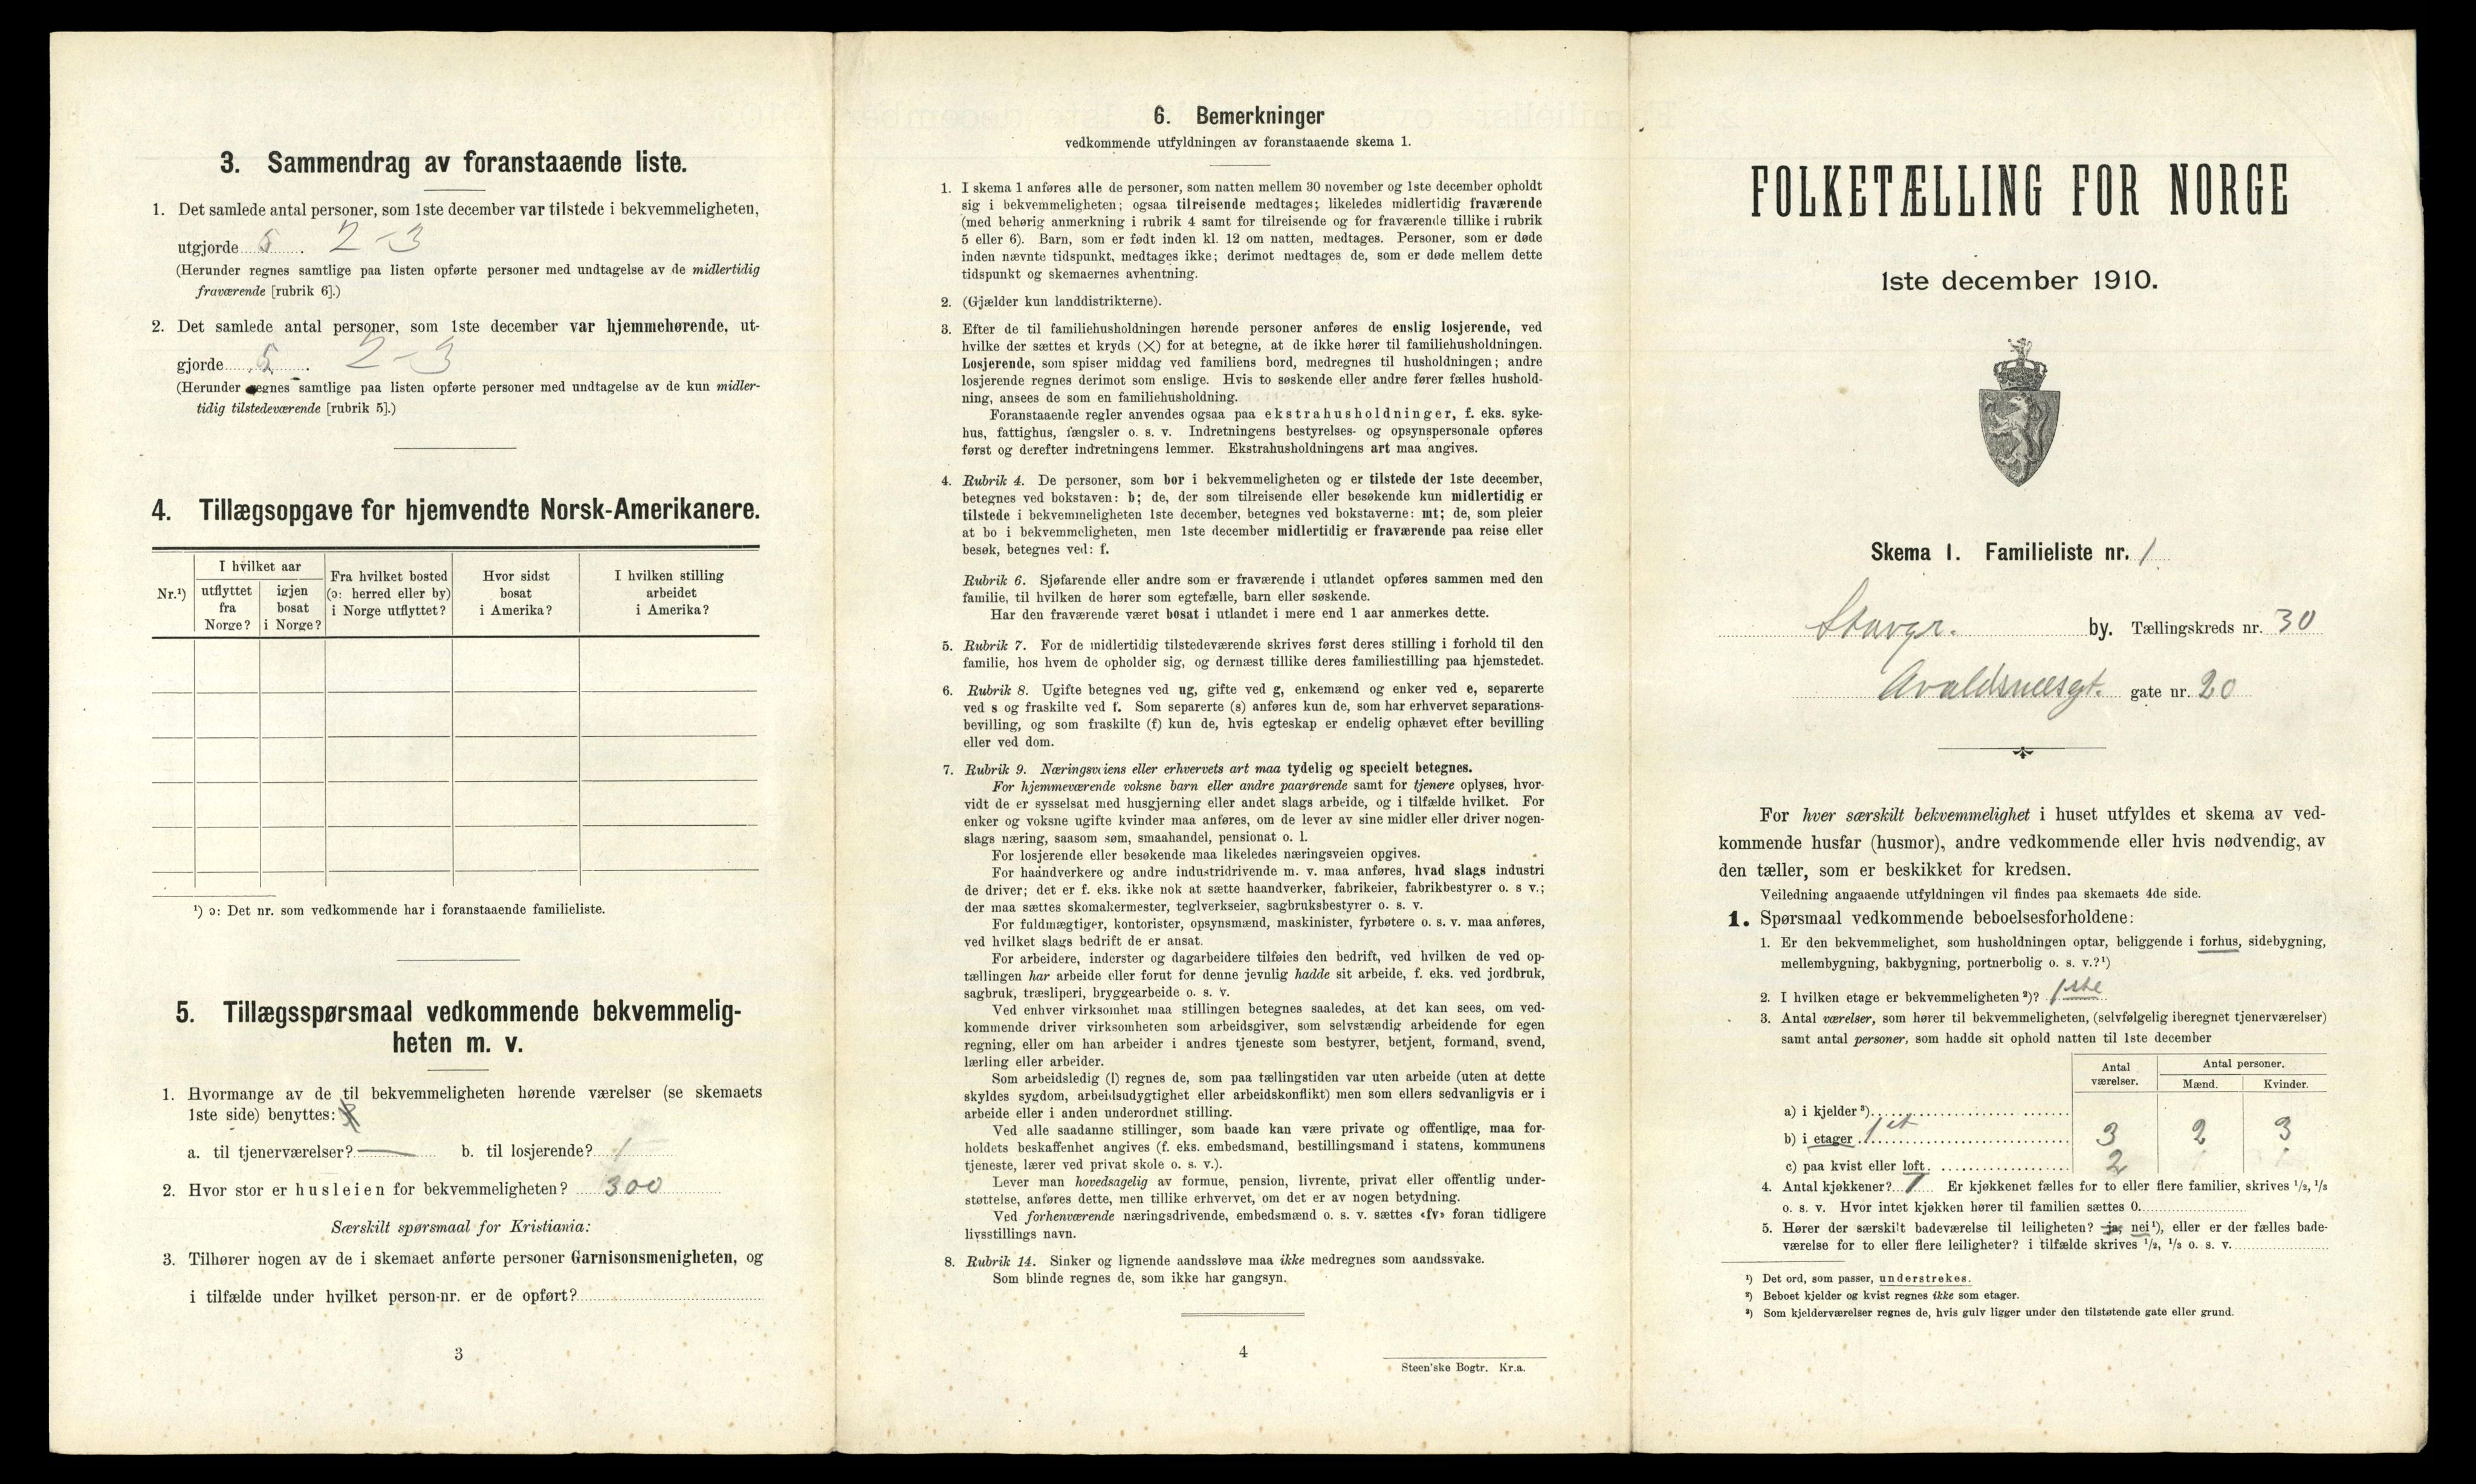 3. Sammendrag av foranstaaende liste.
1. Det samlede antal personer, som 1ste december var tilstede i bekvemmeligheten,
utgjorde 5. 2-3
(Herunder regnes samtlige paa listen opførte personer med undtagelse av de midlertidig
fraværende [rubrik 6].)
2. Det samlede antal personer, som 1ste december var hjemmehørende, ut-
gjorde 5. 2-3
(Herunder regnes samtlige paa listen opførte personer med undtagelse av de kun midler-
tidig tilstedeværende [rubrik 5].)
4. Tillægsopgave for hjemvendte Norsk-Amerikanere.
Nr.¹)
I hvilket aar
utflyttet fra Norge?
igjen bosat i Norge?
Fra hvilket bosted (ɔ: herred eller by) i Norge utflyttet?
Hvor sidst bosat i Amerika?
I hvilken stilling arbeidet i Amerika?
¹) ɔ: Det nr. som vedkommende har i foranstaaende familieliste.
5. Tillægsspørsmaal vedkommende bekvemmelig-
heten m. v.
1. Hvormange av de til bekvemmeligheten hørende værelser (se skemaets
1ste side) benyttes:
a. til tjenerværelser? — b. til losjerende? 1
2. Hvor stor er husleien for bekvemmeligheten? 300
Særskilt spørsmaal for Kristiania:
3. Tilhører nogen av de i skemaet anførte personer Garnisonsmenigheten, og
i tilfælde under hvilket person-nr. er de opført?
3
6. Bemerkninger
vedkommende utfyldningen av foranstaaende skema 1.
1. I skema 1 anføres alle de personer, som natten mellem 30 november og 1ste december opholdt
sig i bekvemmeligheten; ogsaa tilreisende medtages; likeledes midlertidig fraværende
(med behørig anmerkning i rubrik 4 samt for tilreisende og for fraværende tillike i rubrik
5 eller 6). Barn, som er født inden kl. 12 om natten, medtages. Personer, som er døde
inden nævnte tidspunkt, medtages ikke; derimot medtages de, som er døde mellem dette
tidspunkt og skemaernes avhentning.
2. (Gjælder kun landdistrikterne).
3. Efter de til familiehusholdningen hørende personer anføres de enslig losjerende, ved
hvilke der sættes et kryds (×) for at betegne, at de ikke hører til familiehusholdningen.
Losjerende, som spiser middag ved familiens bord, medregnes til husholdningen; andre
losjerende regnes derimot som enslige. Hvis to søskende eller andre fører fælles hushold-
ning, ansees de som en familiehusholdning.
Foranstaaende regler anvendes ogsaa paa ekstrahusholdninger, f. eks. syke-
hus, fattighus, fængsler o. s. v. Indretningens bestyrelses- og opsynspersonale opføres
først og derefter indretningens lemmer. Ekstrahusholdningens art maa angives.
4. Rubrik 4. De personer, som bor i bekvemmeligheten og er tilstede der 1ste december,
betegnes ved bokstaven: b; de, der som tilreisende eller besøkende kun midlertidig er
tilstede i bekvemmeligheten 1ste december, betegnes ved bokstaverne: mt; de, som pleier
at bo i bekvemmeligheten, men 1ste december midlertidig er fraværende paa reise eller
besøk, betegnes ved: f.
Rubrik 6. Sjøfarende eller andre som er fraværende i utlandet opføres sammen med den
familie, til hvilken de hører som egtefælle, barn eller søskende.
Har den fraværende været bosat i utlandet i mere end 1 aar anmerkes dette.
5. Rubrik 7. For de midlertidig tilstedeværende skrives først deres stilling i forhold til den
familie, hos hvem de opholder sig, og dernæst tillike deres familiestilling paa hjemstedet.
6. Rubrik 8. Ugifte betegnes ved ug, gifte ved g, enkemænd og enker ved e, separerte
ved s og fraskilte ved f. Som separerte (s) anføres kun de, som har erhvervet separations-
bevilling, og som fraskilte (f) kun de, hvis egteskap er endelig ophævet efter bevilling
eller ved dom.
7. Rubrik 9. Næringsveiens eller erhvervets art maa tydelig og specielt betegnes.
For hjemmeværende voksne barn eller andre paarørende samt for tjenere oplyses, hvor-
vidt de er sysselsat med husgjerning eller andet slags arbeide, og i tilfælde hvilket. For
enker og voksne ugifte kvinder maa anføres, om de lever av sine midler eller driver nogen-
slags næring, saasom søm, smaahandel, pensionat o. l.
For losjerende eller besøkende maa likeledes næringsveien opgives.
For haandverkere og andre industridrivende m. v. maa anføres, hvad slags industri
de driver; det er f. eks. ikke nok at sætte haandverker, fabrikeier, fabrikbestyrer o. s v.;
der maa sættes skomakermester, teglverkseier, sagbruksbestyrer o. s. v.
For fuldmægtiger, kontorister, opsynsmænd, maskinister, fyrbøtere o. s. v. maa anføres,
ved hvilket slags bedrift de er ansat.
For arbeidere, inderster og dagarbeidere tilføies den bedrift, ved hvilken de ved op-
tællingen har arbeide eller forut for denne jevnlig hadde sit arbeide, f. eks. ved jordbruk,
sagbruk, træsliperi, bryggearbeide o. s. v.
Ved enhver virksomhet maa stillingen betegnes saaledes, at det kan sees, om ved-
kommende driver virksomheten som arbeidsgiver, som selvstændig arbeidende for egen
regning, eller om han arbeider i andres tjeneste som bestyrer, betjent, formand, svend,
lærling eller arbeider.
Som arbeidsledig (l) regnes de, som paa tællingstiden var uten arbeide (uten at dette
skyldes sygdom, arbeidsudygtighet eller arbeidskonflikt) men som ellers sedvanligvis er i
arbeide eller i anden underordnet stilling.
Ved alle saadanne stillinger, som baade kan være private og offentlige, maa for-
holdets beskaffenhet angives (f. eks. embedsmand, bestillingsmand i statens, kommunens
tjeneste, lærer ved privat skole o. s. v.).
Lever man hovedsagelig av formue, pension, livrente, privat eller offentlig under-
støttelse, anføres dette, men tillike erhvervet, om det er av nogen betydning.
Ved forhenværende næringsdrivende, embedsmænd o. s. v. sættes «fv» foran tidligere
livsstillings navn.
8. Rubrik 14. Sinker og lignende aandssløve maa ikke medregnes som aandssvake.
Som blinde regnes de, som ikke har gangsyn.
4
Steen'ske Bogtr. Kr.a.
FOLKETÆLLING FOR NORGE
1ste december 1910.
Skema 1. Familieliste nr. 1
Stavgr. by. Tællingskreds nr. 30
Avaldsnæsgt. gate nr. 20
For hver særskilt bekvemmelighet i huset utfyldes et skema av ved-
kommende husfar (husmor), andre vedkommende eller hvis nødvendig, av
den tæller, som er beskikket for kredsen.
Veiledning angaaende utfyldningen vil findes paa skemaets 4de side.
1. Spørsmaal vedkommende beboelsesforholdene:
1. Er den bekvemmelighet, som husholdningen optar, beliggende i forhus, sidebygning,
mellembygning, bakbygning, portnerbolig o. s. v.?¹)
2. I hvilken etage er bekvemmeligheten²)? 1ste
3. Antal værelser, som hører til bekvemmeligheten, (selvfølgelig iberegnet tjenerværelser)
samt antal personer, som hadde sit ophold natten til 1ste december
Antal værelser. Antal personer.
Mænd. Kvinder.
a) i kjelder³)
b) i etager 1 et 3 2 3
c) paa kvist eller loft. 2
4. Antal kjøkkener? 1 Er kjøkkenet fælles for to eller flere familier, skrives ¹/₂, ¹/₃
o. s. v. Hvor intet kjøkken hører til familien sættes 0.
5. Hører der særskilt badeværelse til leiligheten? ja, nei¹), eller er der fælles bade-
værelse for to eller flere leiligheter? i tilfælde skrives ¹/₂, ¹/₃ o. s. v.
¹) Det ord, som passer, understrekes.
²) Beboet kjelder og kvist regnes ikke som etager.
³) Som kjelderværelser regnes de, hvis gulv ligger under den tilstøtende gate eller grund.